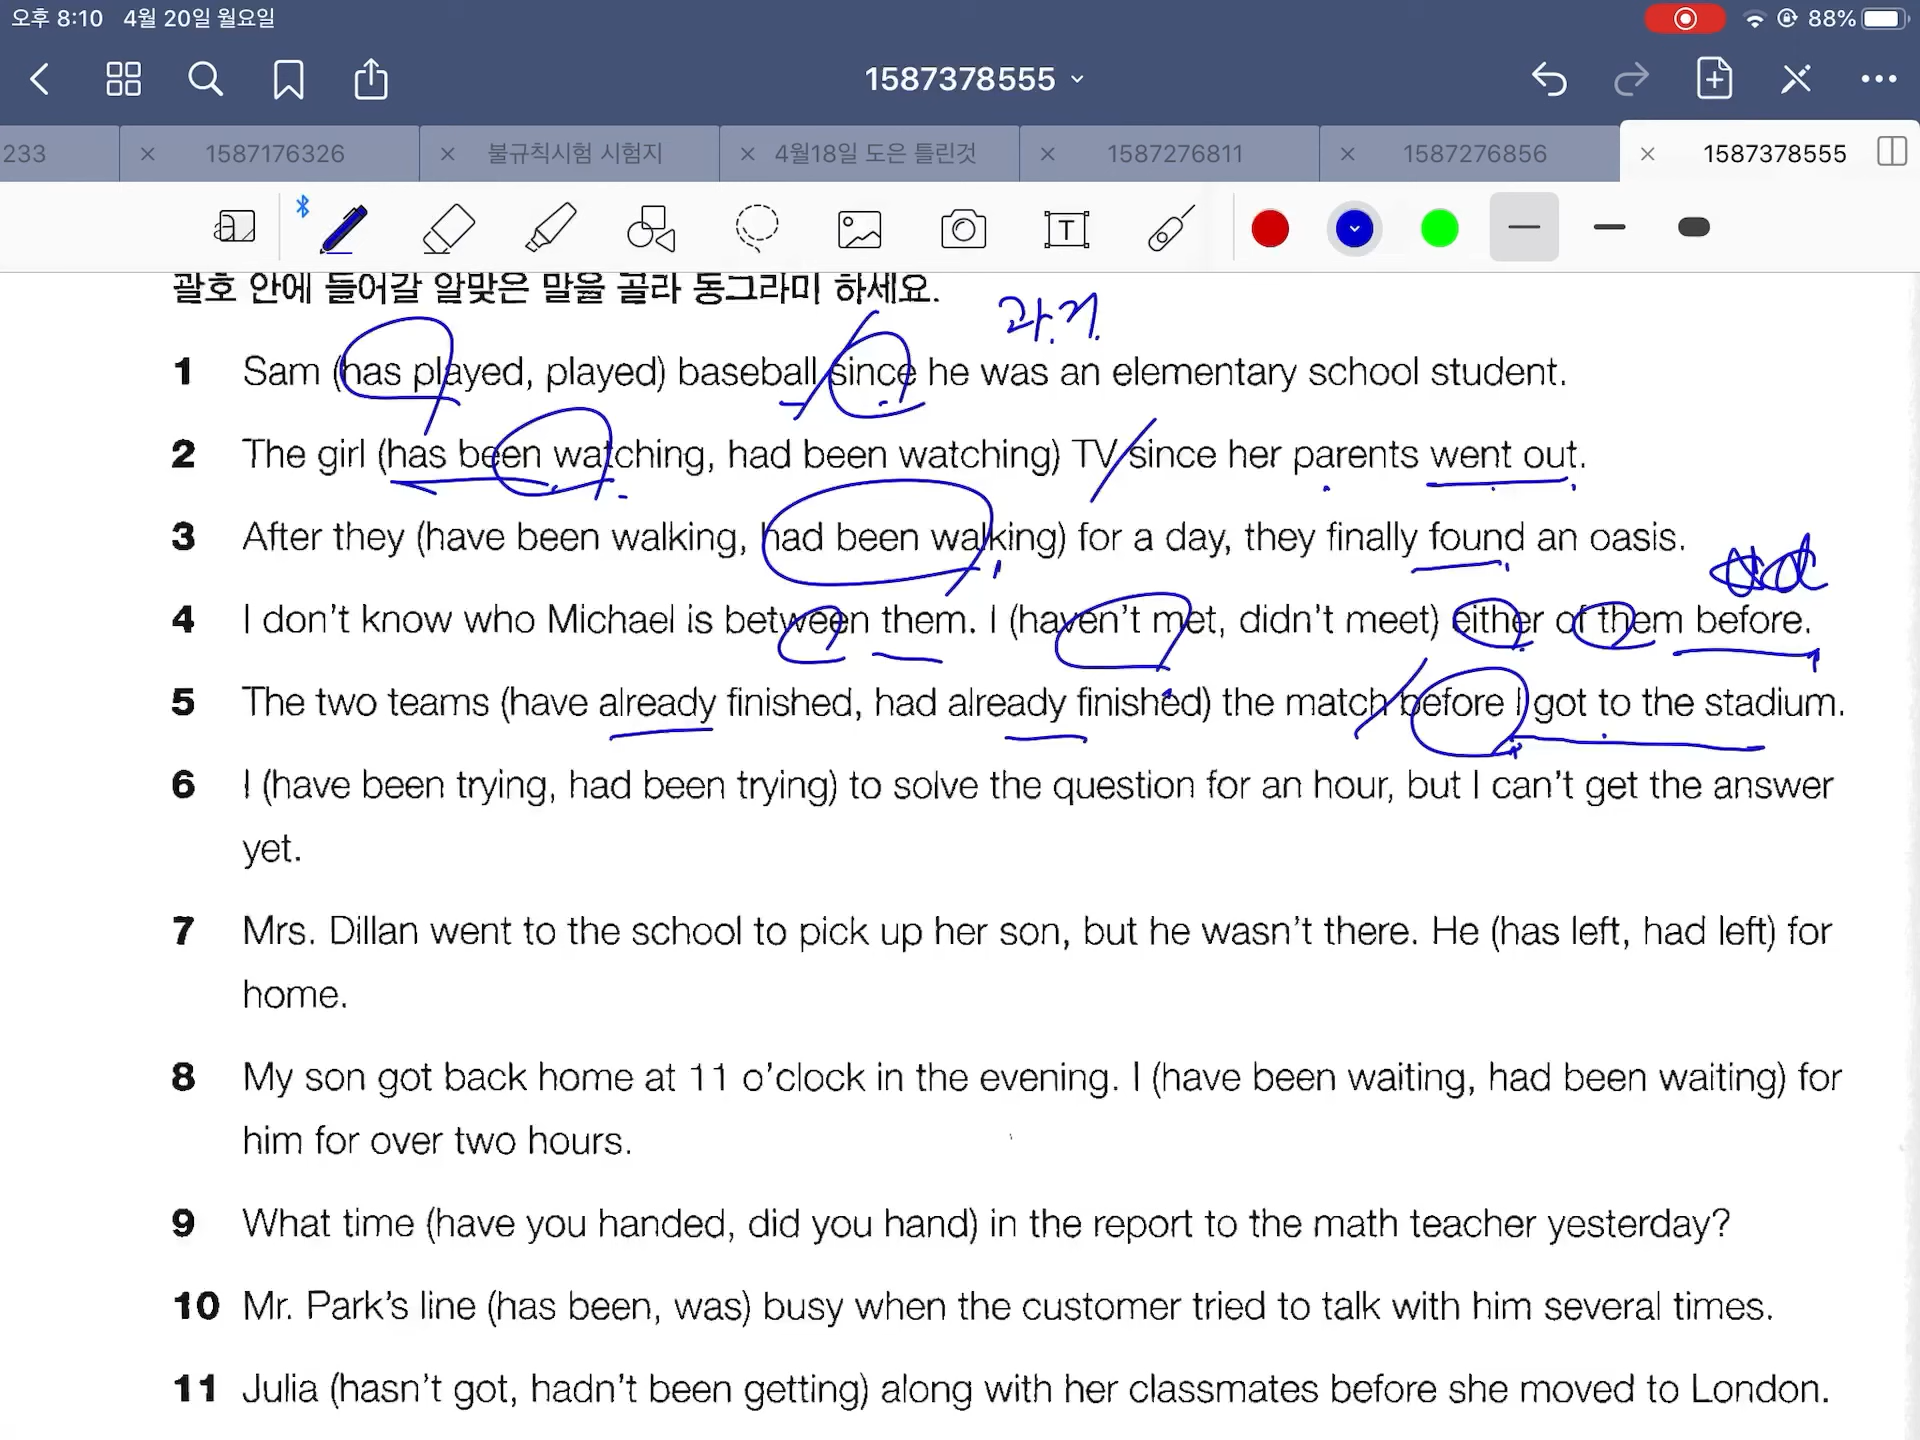 오후 8:10 4월 20일 월요일 88%
1587378555
233 1587176326 불규칙시험 시험지 4월18일 도은 틀린것 1587276811 1587276856 1587378555
괄호 안에 들어갈 알맞은 말을 골라 동그라미 하세요.
과거.
1 Sam (has played, played) baseball since he was an elementary school student.
2 The girl (has been watching, had been watching) TV since her parents went out.
3 After they (have been walking, had been walking) for a day, they finally found an oasis.
4 I don't know who Michael is between them. I (haven't met, didn't meet) either of them before.
5 The two teams (have already finished, had already finished) the match before I got to the stadium.
6 I (have been trying, had been trying) to solve the question for an hour, but I can't get the answer
yet.
7 Mrs. Dillan went to the school to pick up her son, but he wasn't there. He (has left, had left) for
home.
8 My son got back home at 11 o'clock in the evening. I (have been waiting, had been waiting) for
him for over two hours.
9 What time (have you handed, did you hand) in the report to the math teacher yesterday?
10 Mr. Park's line (has been, was) busy when the customer tried to talk with him several times.
11 Julia (hasn't got, hadn't been getting) along with her classmates before she moved to London.